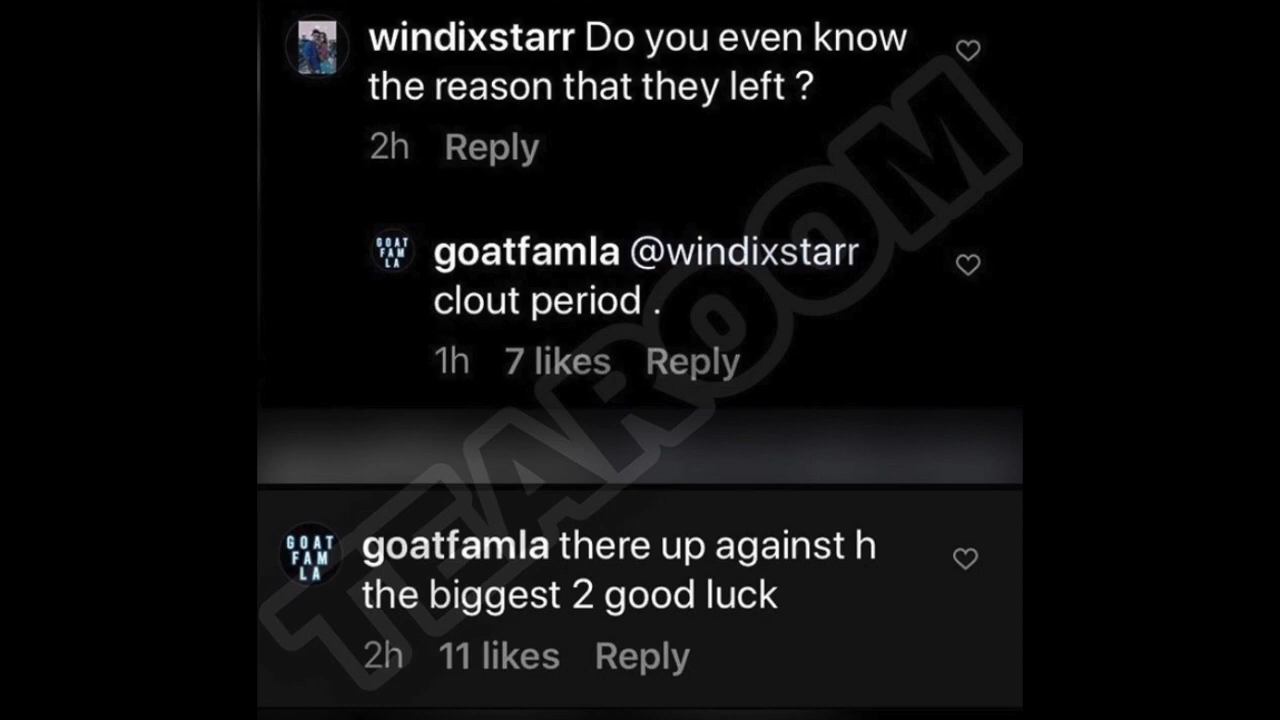 windixstarr Do you even know
the reason that they left ?
2h Reply
GOAT
FAM
LA
goatfamla @windixstarr
clout period .
1h 7 likes Reply
TEAROOM
GOAT
FAM
LA
goatfamla there up against h
the biggest 2 good luck
2h 11 likes Reply